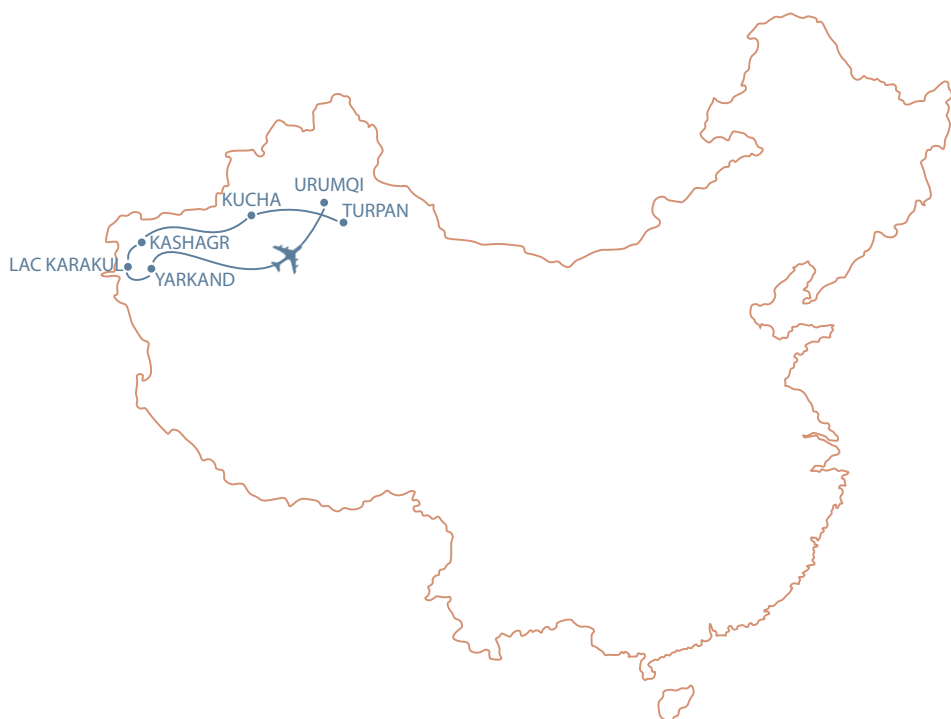 URUMQI
KUCHA
TURPAN
KASHAGR
LAC KARAKUL
YARKAND